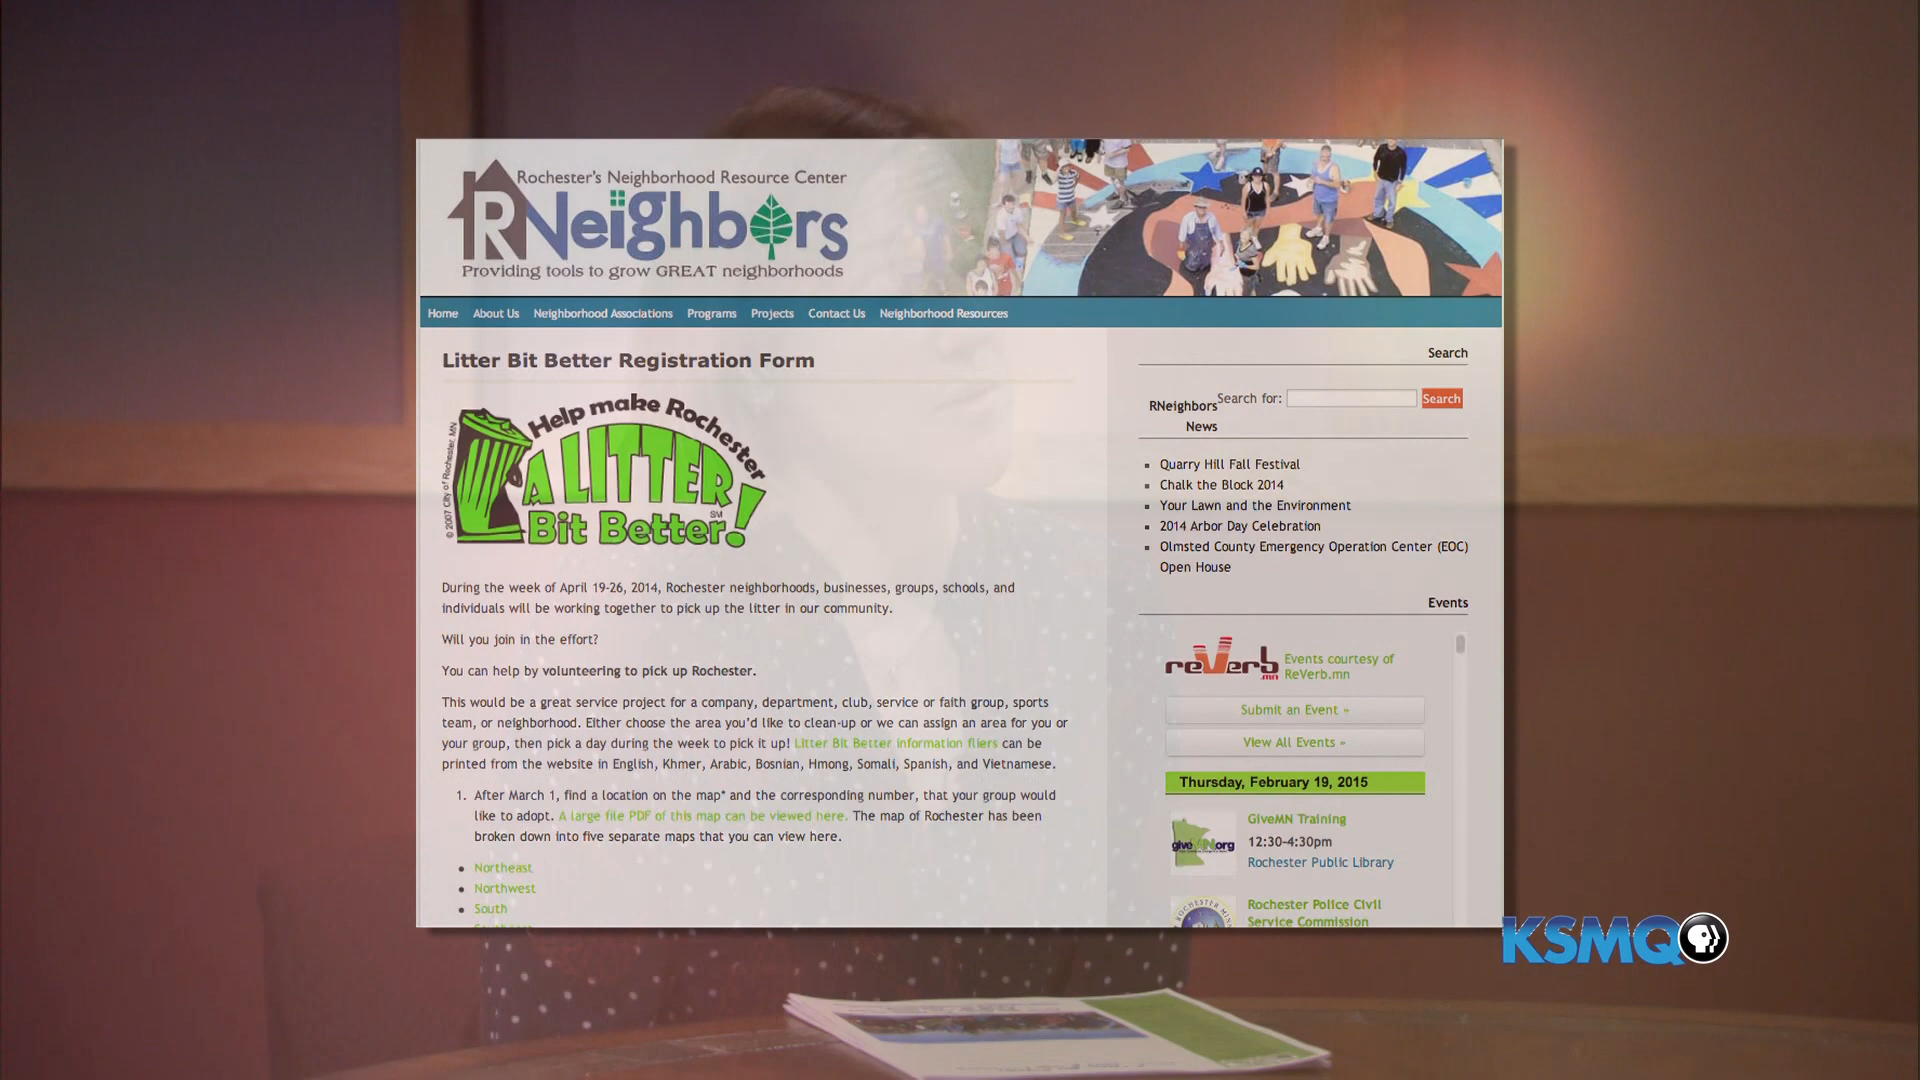 Rochester's Neighborhood Resource Center
RNeighbors
Providing tools to grow GREAT neighborhoods
Home About Us Neighborhood Associations Programs Projects Contact Us Neighborhood Resources
Litter Bit Better Registration Form
© 2007 City of Rochester, MN
Help make Rochester
A LITTER
Bit Better! SM
During the week of April 19-26, 2014, Rochester neighborhoods, businesses, groups, schools, and
individuals will be working together to pick up the litter in our community.
Will you join in the effort?
You can help by volunteering to pick up Rochester.
This would be a great service project for a company, department, club, service or faith group, sports
team, or neighborhood. Either choose the area you'd like to clean-up or we can assign an area for you or
your group, then pick a day during the week to pick it up! Litter Bit Better information fliers can be
printed from the website in English, Khmer, Arabic, Bosnian, Hmong, Somali, Spanish, and Vietnamese.
1. After March 1, find a location on the map* and the corresponding number, that your group would
like to adopt. A large file PDF of this map can be viewed here. The map of Rochester has been
broken down into five separate maps that you can view here.
Northeast
Northwest
South
Search
Search for: Search
RNeighbors
News
Quarry Hill Fall Festival
Chalk the Block 2014
Your Lawn and the Environment
2014 Arbor Day Celebration
Olmsted County Emergency Operation Center (EOC)
Open House
Events
reVerb.mn
Events courtesy of
ReVerb.mn
Submit an Event »
View All Events »
Thursday, February 19, 2015
giveMN.org
GiveMN Training
12:30-4:30pm
Rochester Public Library
ROCHESTER
Rochester Police Civil
Service Commission
KSMQ